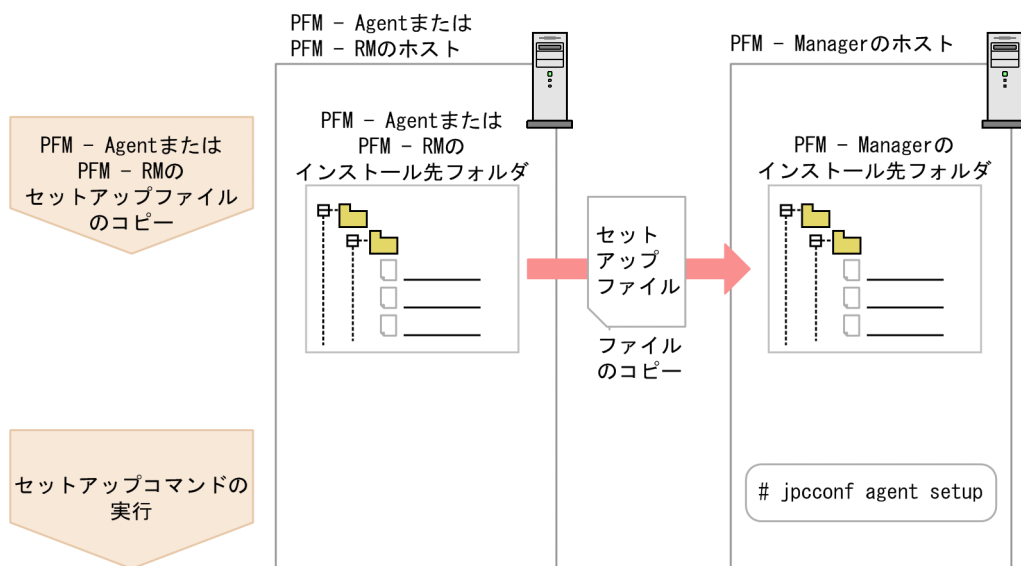 PFM - Agentまたは
PFM - RMのホスト
PFM - Managerのホスト
PFM - Agentまたは
PFM - RMの
セットアップファイル
のコピー
PFM - Agentまたは
PFM - RMの
インストール先フォルダ
セット
アップ
ファイル
ファイル
のコピー
PFM - Managerの
インストール先フォルダ
セットアップコマンドの
実行
# jpcconf agent setup